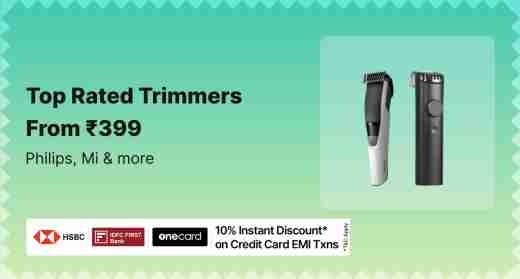 Top Rated Trimmers
From ₹399
Philips, Mi & more
HSBC
IDFC FIRST
Bank
onecard
10% Instant Discount*
on Credit Card EMI Txns
*T&C Apply